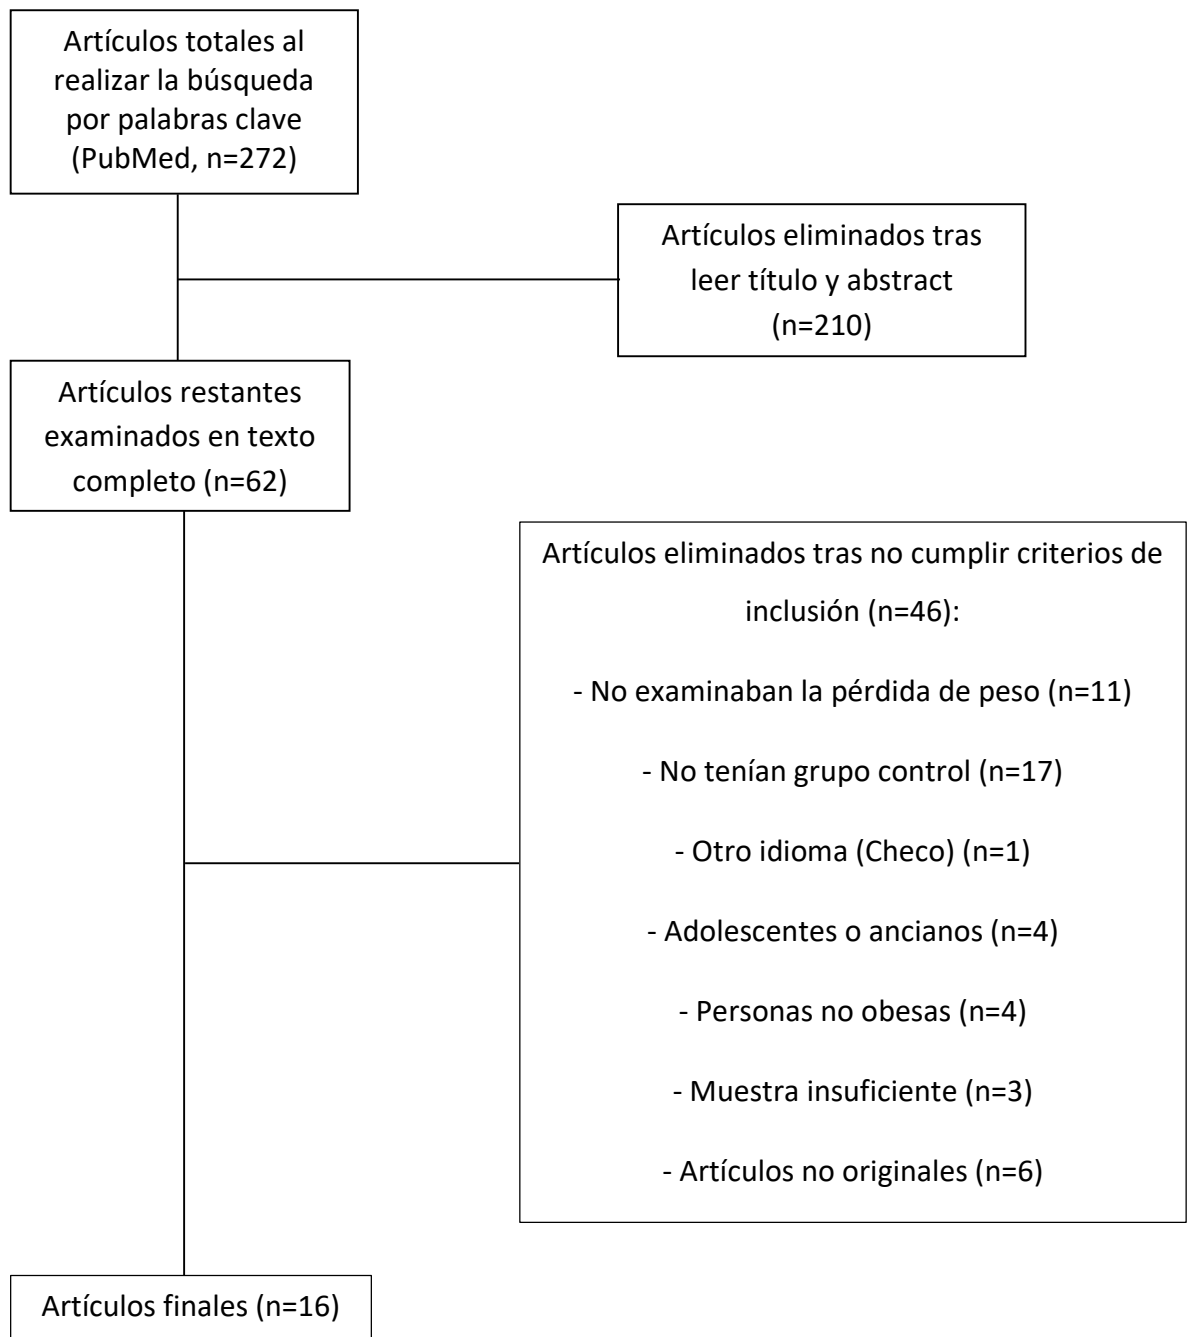 Artículos totales al
realizar la búsqueda
por palabras clave
(PubMed, n=272)
Artículos eliminados tras
leer título y abstract
(n=210)
Artículos restantes
examinados en texto
completo (n=62)
Artículos eliminados tras no cumplir criterios de
inclusión (n=46):
- No examinaban la pérdida de peso (n=11)
- No tenían grupo control (n=17)
- Otro idioma (Checo) (n=1)
- Adolescentes o ancianos (n=4)
- Personas no obesas (n=4)
- Muestra insuficiente (n=3)
- Artículos no originales (n=6)
Artículos finales (n=16)